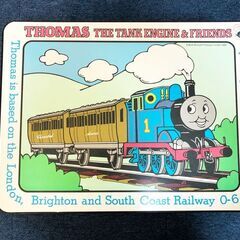 THOMAS THE TANK ENGINE & FRIENDS
Thomas is based on the London,
Brighton and South Coast Railway 0-6
1